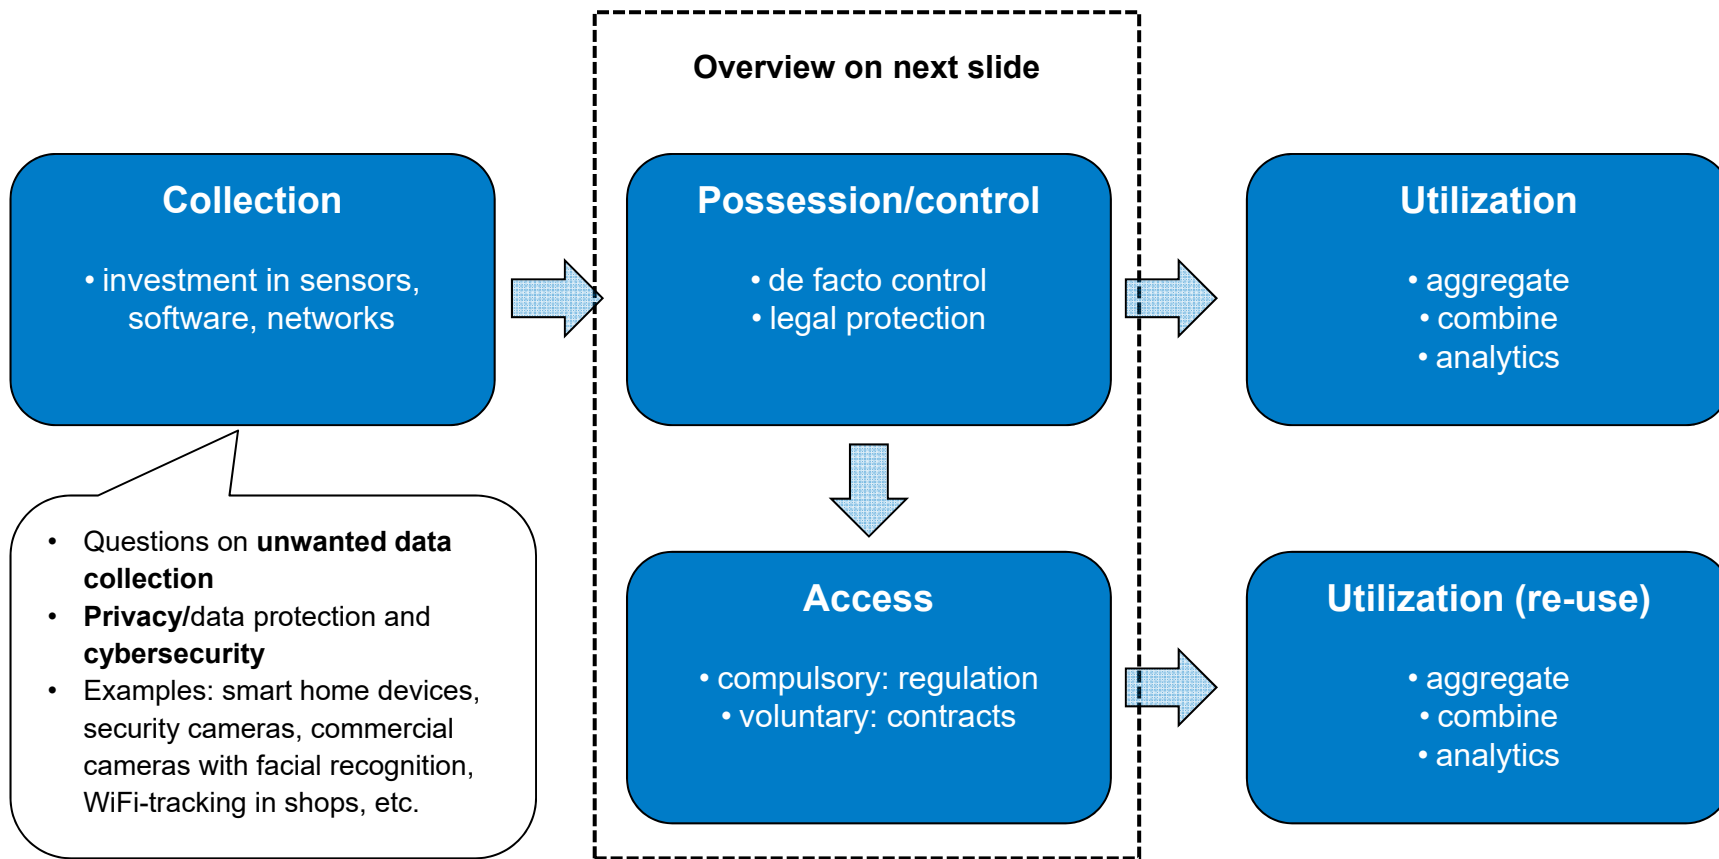 Overview on next slide
Collection
• investment in sensors,
software, networks
Possession/control
• de facto control
• legal protection
Utilization
• aggregate
• combine
• analytics
• Questions on unwanted data
collection
• Privacy/data protection and
cybersecurity
• Examples: smart home devices,
security cameras, commercial
cameras with facial recognition,
WiFi-tracking in shops, etc.
Access
• compulsory: regulation
• voluntary: contracts
Utilization (re-use)
• aggregate
• combine
• analytics